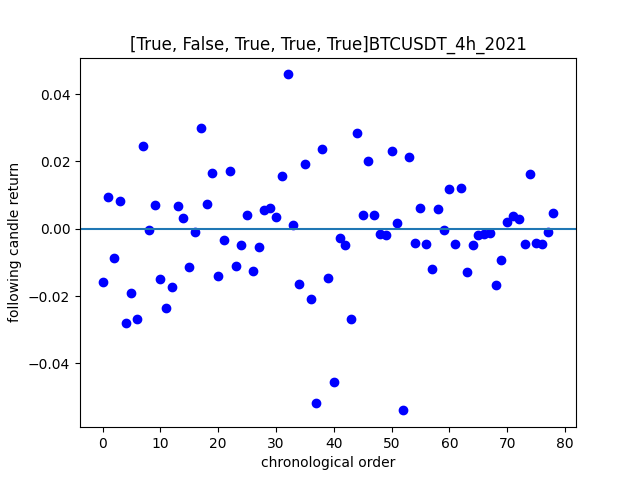 [True, False, True, True, True]BTCUSDT_4h_2021
0.04
0.02
0.00
−0.02
−0.04
following candle return
0 10 20 30 40 50 60 70 80
chronological order